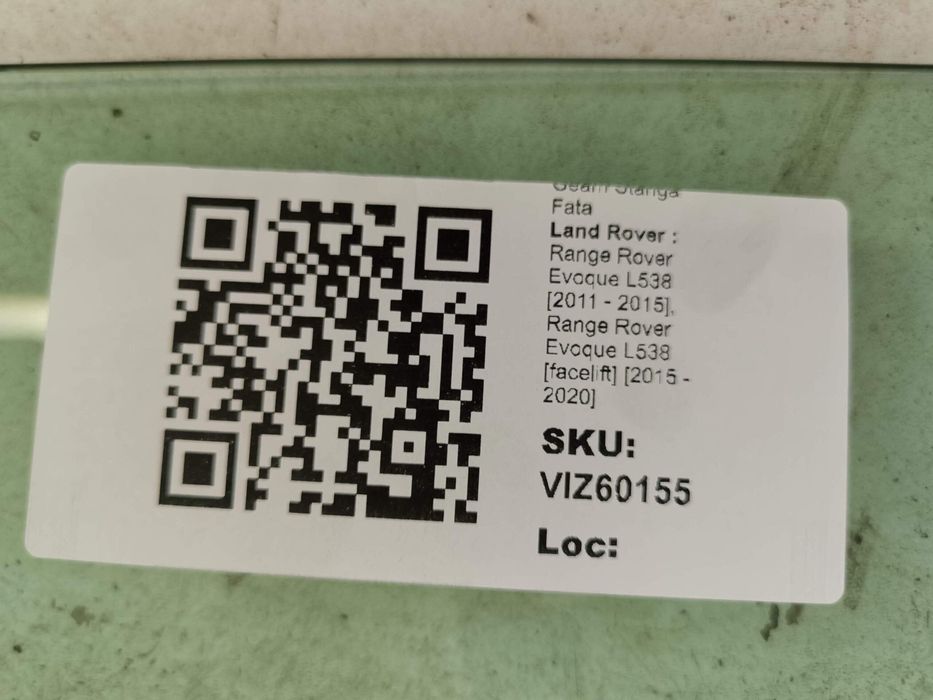 Geam Stanga
Fata
Land Rover :
Range Rover
Evoque L538
[2011 - 2015],
Range Rover
Evoque L538
[facelift] [2015 -
2020]
SKU:
VIZ60155
Loc: